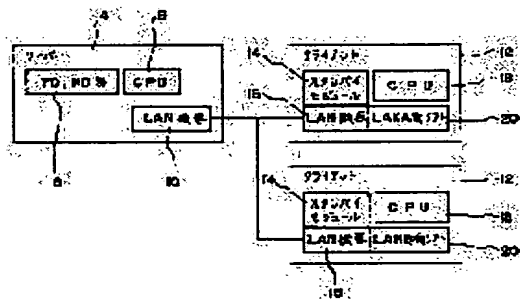 4
8
サーバ
FD, HD等
CPU
LAN装置
6
10
14
クライアント
12
スタンバイ
モジュール
CPU
18
16
LAN装置
20
14
クライアント
12
スタンバイ
モジュール
CPU
18
LAN装置
20
16